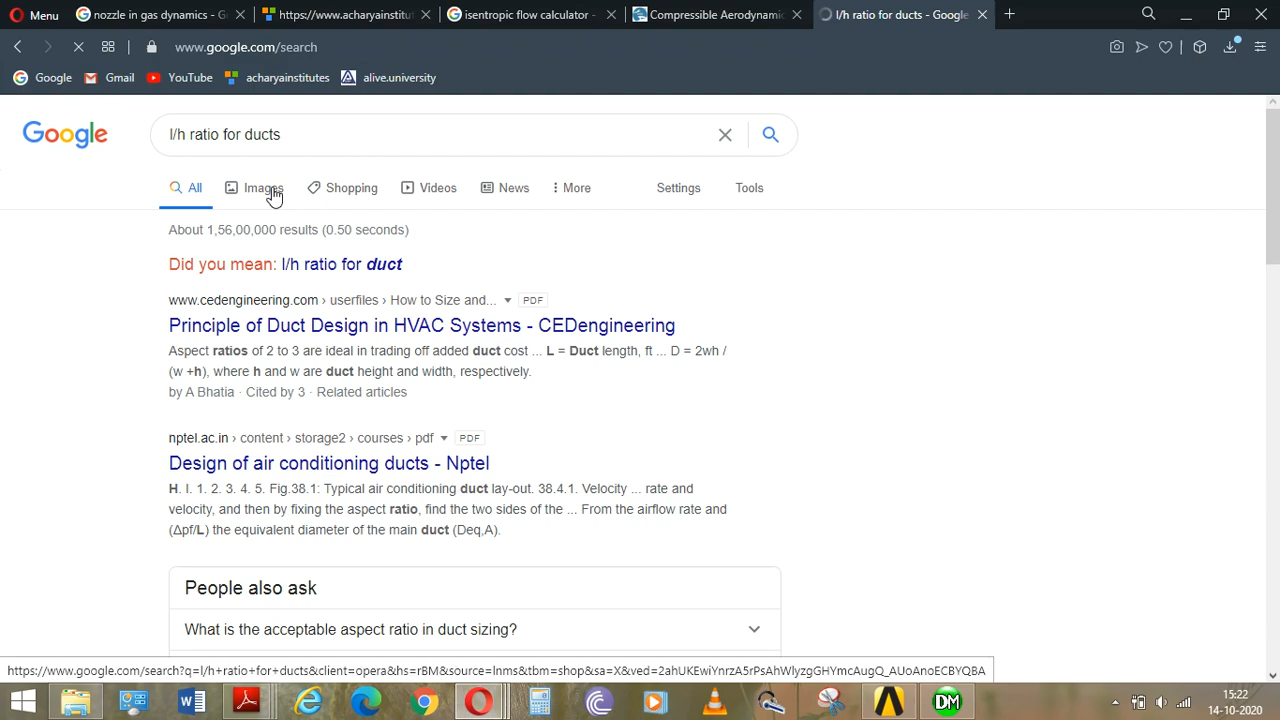 Menu
nozzle in gas dynamics - G
https://www.acharyainstitut
isentropic flow calculator -
Compressible Aerodynamic
l/h ratio for ducts - Google
www.google.com/search
Google
Gmail
YouTube
acharyainstitutes
alive.university
Google
l/h ratio for ducts
All
Images
Shopping
Videos
News
More
Settings
Tools
About 1,56,00,000 results (0.50 seconds)
Did you mean: l/h ratio for duct
www.cedengineering.com › userfiles › How to Size and... PDF
Principle of Duct Design in HVAC Systems - CEDengineering
Aspect ratios of 2 to 3 are ideal in trading off added duct cost ... L = Duct length, ft ... D = 2wh /
(w +h), where h and w are duct height and width, respectively.
by A Bhatia · Cited by 3 · Related articles
nptel.ac.in › content › storage2 › courses › pdf PDF
Design of air conditioning ducts - Nptel
H. I. 1. 2. 3. 4. 5. Fig.38.1: Typical air conditioning duct lay-out. 38.4.1. Velocity ... rate and
velocity, and then by fixing the aspect ratio, find the two sides of the ... From the airflow rate and
(Δpf/L) the equivalent diameter of the main duct (Deq,A).
People also ask
What is the acceptable aspect ratio in duct sizing?
https://www.google.com/search?q=l/h+ratio+for+ducts&client=opera&hs=rBM&source=lnms&tbm=shop&sa=X&ved=2ahUKEwiYnrzA5rPsAhWlyzgGHYmcAugQ_AUoAnoECBYQBA
DM
15:22
14-10-2020